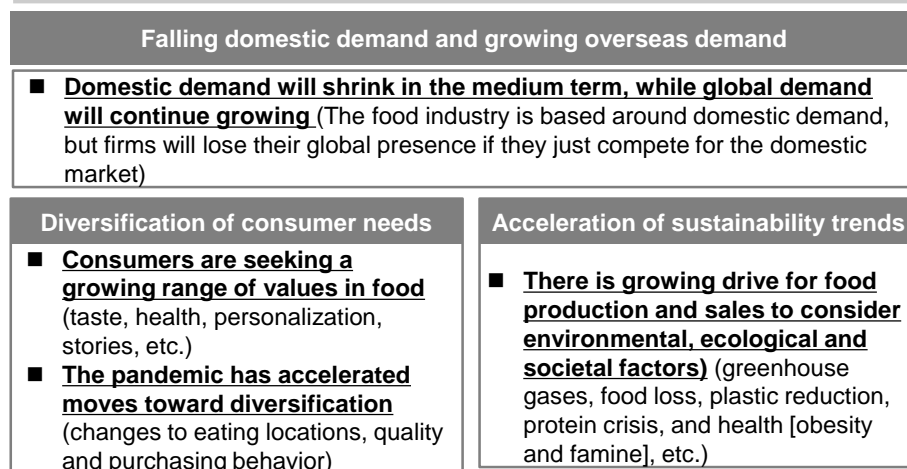 Falling domestic demand and growing overseas demand
■ Domestic demand will shrink in the medium term, while global demand
will continue growing (The food industry is based around domestic demand,
but firms will lose their global presence if they just compete for the domestic
market)
Diversification of consumer needs
■ Consumers are seeking a
growing range of values in food
(taste, health, personalization,
stories, etc.)
■ The pandemic has accelerated
moves toward diversification
(changes to eating locations, quality
and purchasing behavior)
Acceleration of sustainability trends
■ There is growing drive for food
production and sales to consider
environmental, ecological and
societal factors) (greenhouse
gases, food loss, plastic reduction,
protein crisis, and health [obesity
and famine], etc.)